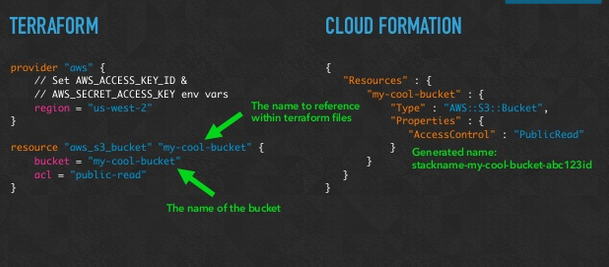 TERRAFORM
provider "aws" {
// Set AWS_ACCESS_KEY_ID &
// AWS_SECRET_ACCESS_KEY env vars
region = "us-west-2"
}
The name to reference
within terraform files
resource "aws_s3_bucket" "my-cool-bucket" {
bucket = "my-cool-bucket"
acl = "public-read"
}
The name of the bucket
CLOUD FORMATION
{
"Resources" : {
"my-cool-bucket" : {
"Type" : "AWS::S3::Bucket",
"Properties" : {
"AccessControl" : "PublicRead"
}
Generated name:
stackname-my-cool-bucket-abc123id
}
}
}